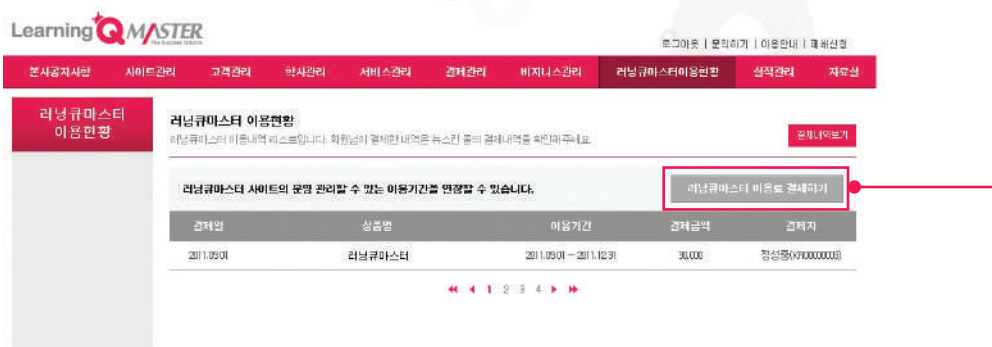 Learning Q MASTER
로그아웃 | 문의하기 | 이용안내 | 폐쇄신청
본사공지사항 사이트관리 고객관리 학사관리 서비스관리 결제관리 비지니스관리 러닝큐마스터이용현황 실적관리 자료실
러닝큐마스터
이용현황
러닝큐마스터 이용현황
러닝큐마스터 이용내역 리스트입니다. 회원님이 결제한 내역은 뉴스킨 몰의 결제내역을 확인해 주세요.
결제내역보기
러닝큐마스터 사이트의 운영 관리할 수 있는 이용기간를 연장할 수 있습니다.
러닝큐마스터 이용료 결제하기
결제일 상품명 이용기간 결제금액 결제자
2011.09.01 러닝큐마스터 2011.09.01 - 2011.12.31 30,000
1 2 3 4